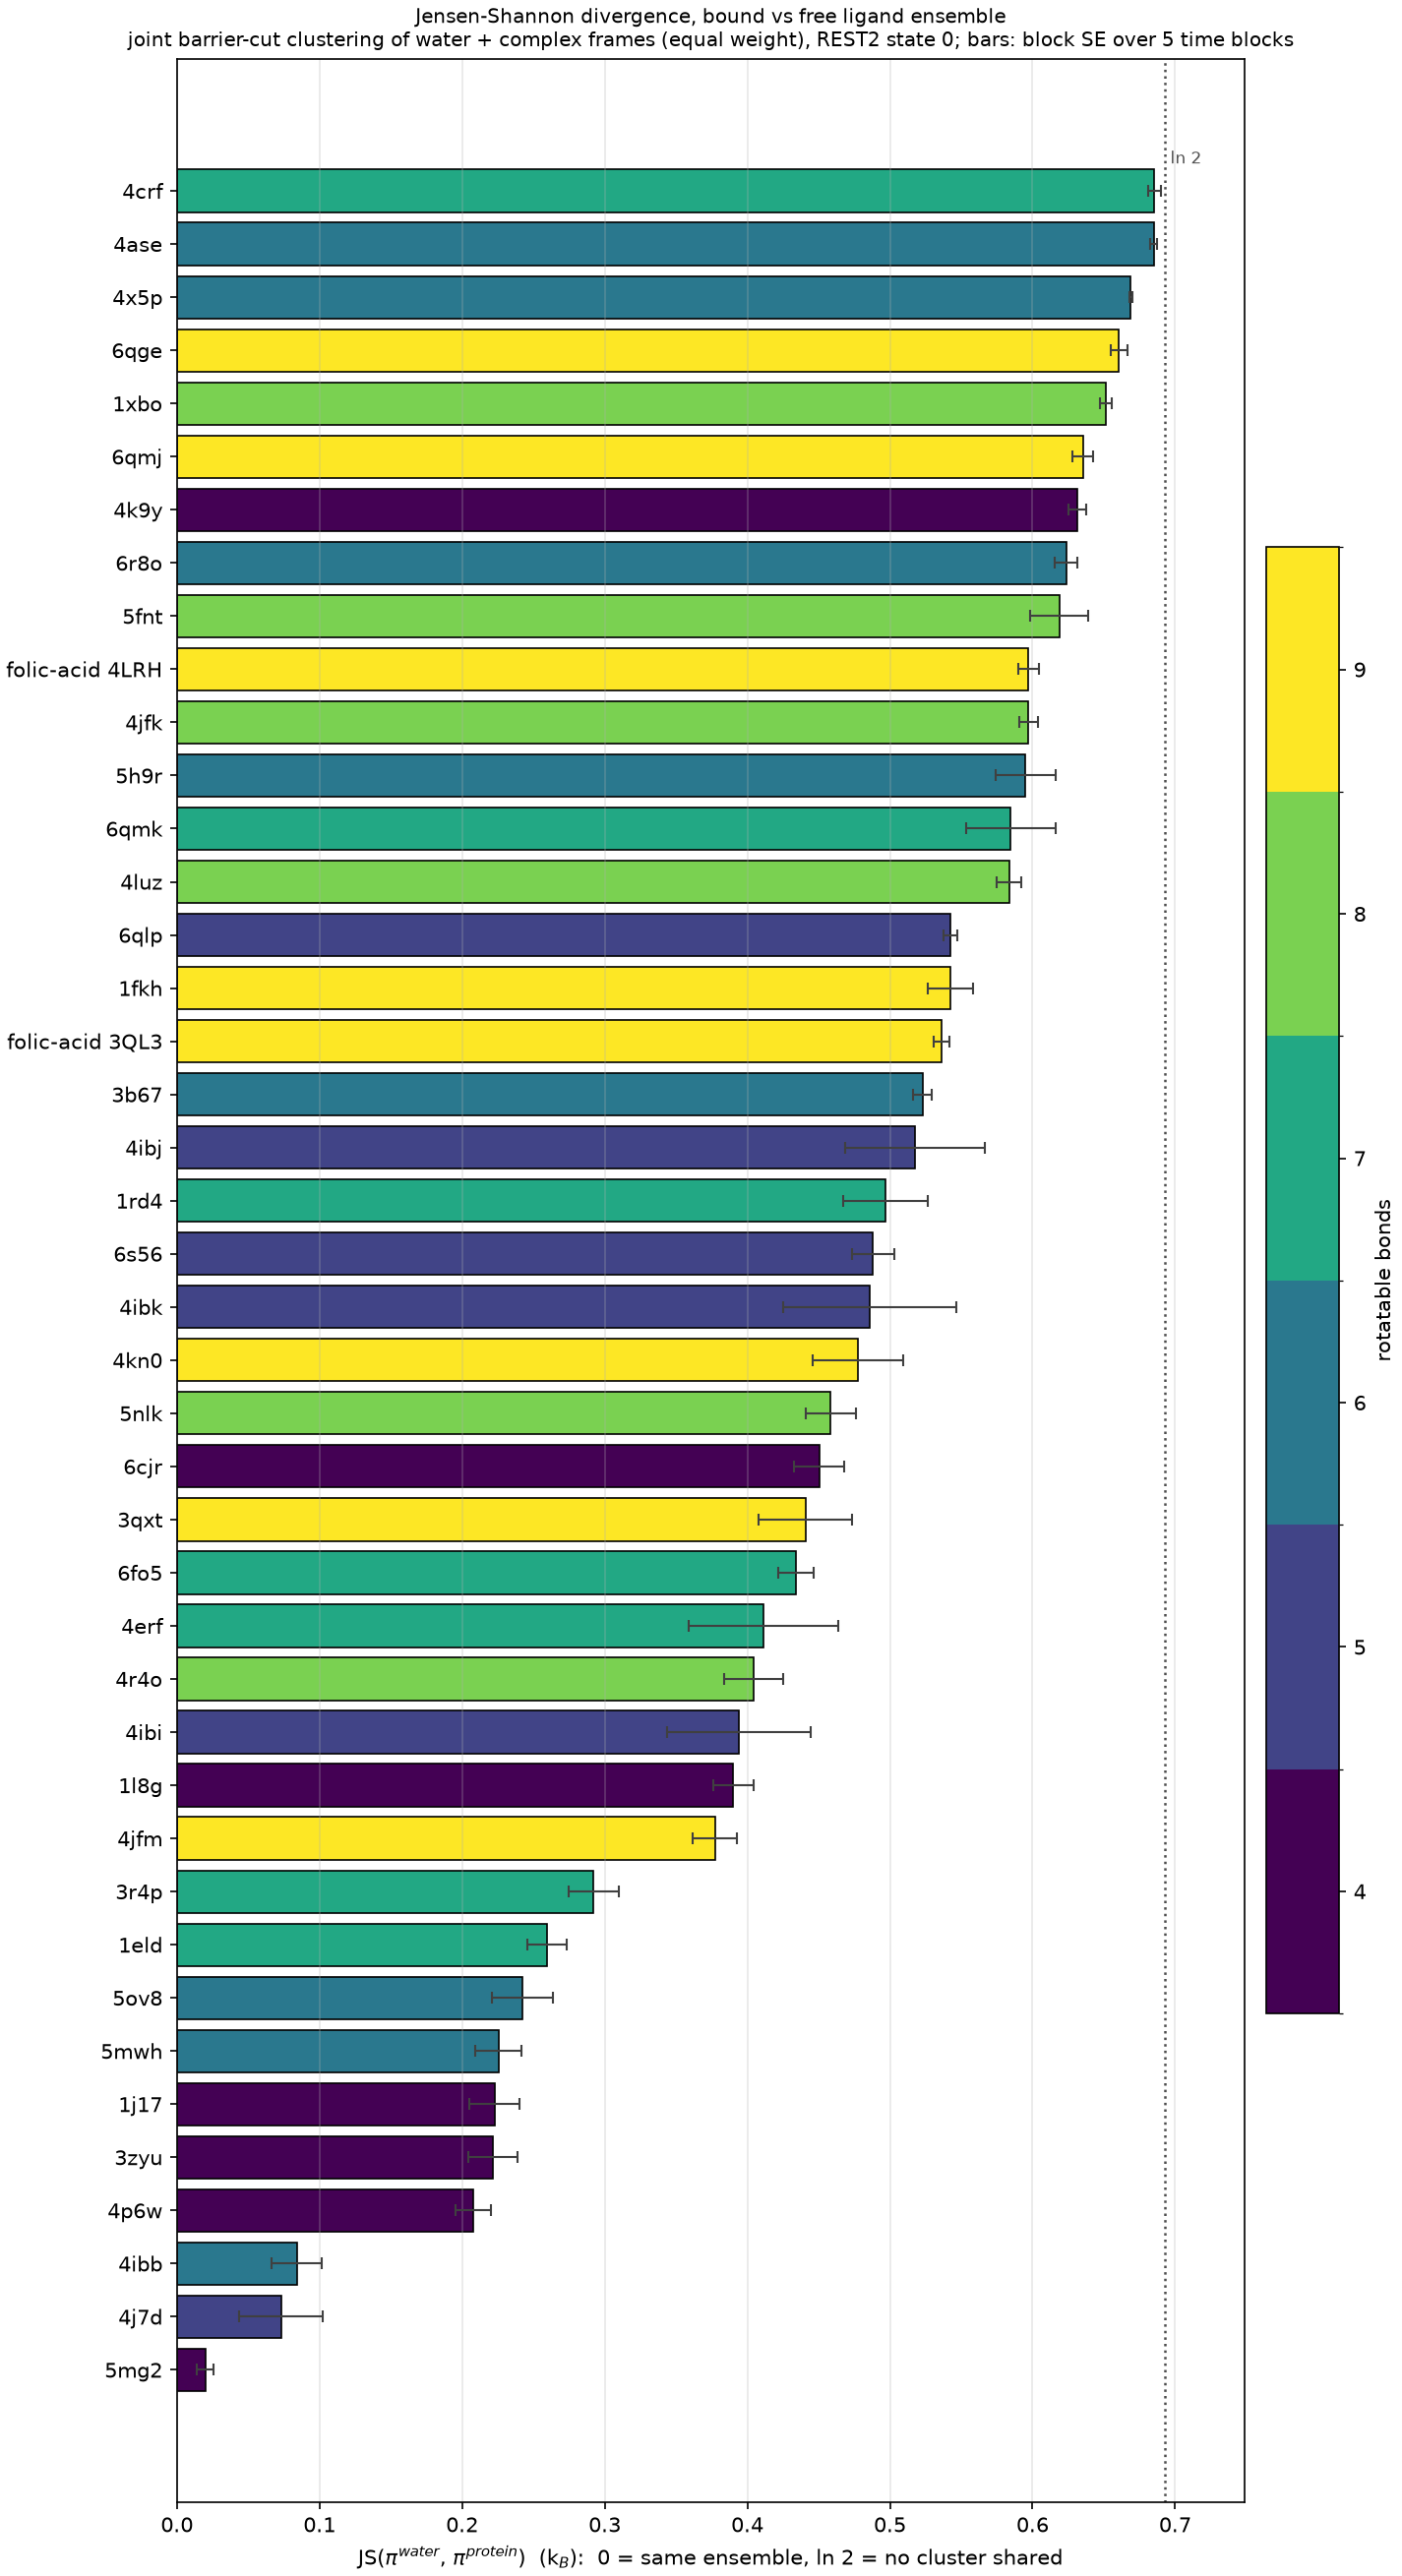 Jensen-Shannon divergence, bound vs free ligand ensemble
joint barrier-cut clustering of water + complex frames (equal weight), REST2 state 0; bars: block SE over 5 time blocks
ln 2
4crf
4ase
4x5p
6qge
1xbo
6qmj
4k9y
6r8o
5fnt
folic-acid 4LRH
4jfk
5h9r
6qmk
4luz
6qlp
1fkh
folic-acid 3QL3
3b67
4ibj
1rd4
6s56
4ibk
4kn0
5nlk
6cjr
3qxt
6fo5
4erf
4r4o
4ibi
1l8g
4jfm
3r4p
1eld
5ov8
5mwh
1j17
3zyu
4p6w
4ibb
4j7d
5mg2
0.0 0.1 0.2 0.3 0.4 0.5 0.6 0.7
JS(π^water, π^protein) (k_B): 0 = same ensemble, ln 2 = no cluster shared
9
8
7
6
5
4
rotatable bonds